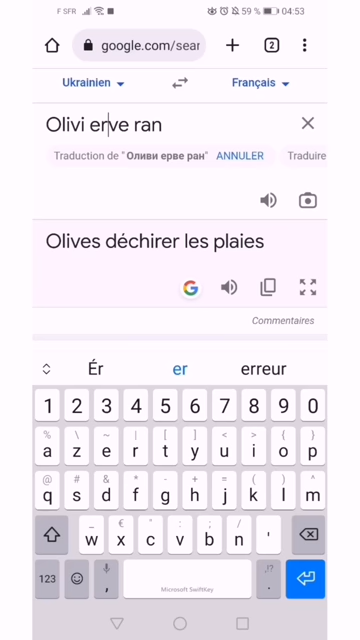 F SFR 59 % 04:53
google.com/sear
2
Ukrainien Français
Olivi erve ran
Traduction de "Оливи ерве ран" ANNULER Traduire
Olives déchirer les plaies
Commentaires
Ér er erreur
1 2 3 4 5 6 7 8 9 0
% \ ~ | [ ] < > { }
a z e r t y u i o p
@ # & * - + = ( ) ^
q s d f g h j k l m
_ € " : ; / 
w x c v b n '
123 , Microsoft SwiftKey ,!? .